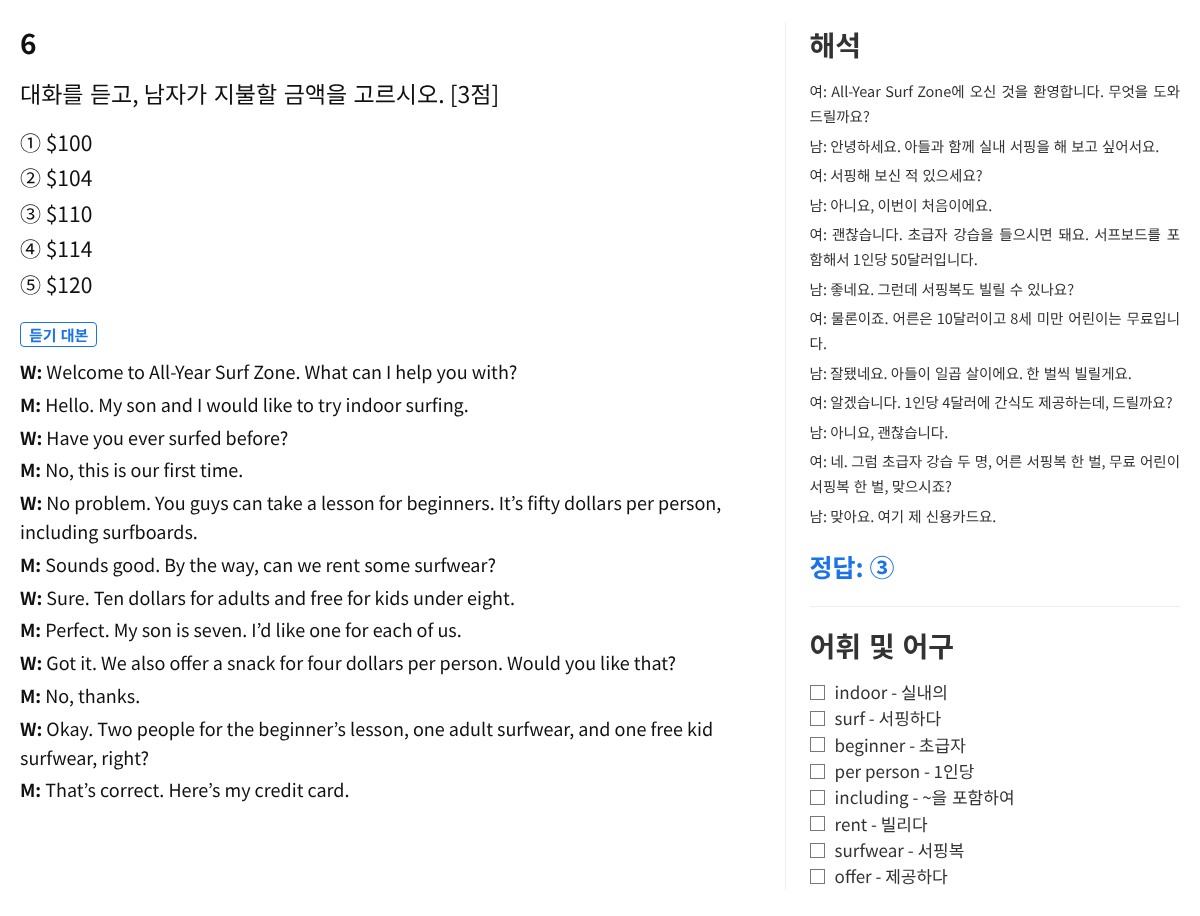 6
대화를 듣고, 남자가 지불할 금액을 고르시오. [3점]
① $100
② $104
③ $110
④ $114
⑤ $120
듣기 대본
W: Welcome to All-Year Surf Zone. What can I help you with?
M: Hello. My son and I would like to try indoor surfing.
W: Have you ever surfed before?
M: No, this is our first time.
W: No problem. You guys can take a lesson for beginners. It’s fifty dollars per person,
including surfboards.
M: Sounds good. By the way, can we rent some surfwear?
W: Sure. Ten dollars for adults and free for kids under eight.
M: Perfect. My son is seven. I’d like one for each of us.
W: Got it. We also offer a snack for four dollars per person. Would you like that?
M: No, thanks.
W: Okay. Two people for the beginner’s lesson, one adult surfwear, and one free kid
surfwear, right?
M: That’s correct. Here’s my credit card.
해석
여: All-Year Surf Zone에 오신 것을 환영합니다. 무엇을 도와
드릴까요?
남: 안녕하세요. 아들과 함께 실내 서핑을 해 보고 싶어서요.
여: 서핑해 보신 적 있으세요?
남: 아니요, 이번이 처음이에요.
여: 괜찮습니다. 초급자 강습을 들으시면 돼요. 서프보드를 포
함해서 1인당 50달러입니다.
남: 좋네요. 그런데 서핑복도 빌릴 수 있나요?
여: 물론이죠. 어른은 10달러이고 8세 미만 어린이는 무료입니
다.
남: 잘됐네요. 아들이 일곱 살이에요. 한 벌씩 빌릴게요.
여: 알겠습니다. 1인당 4달러에 간식도 제공하는데, 드릴까요?
남: 아니요, 괜찮습니다.
여: 네. 그럼 초급자 강습 두 명, 어른 서핑복 한 벌, 무료 어린이
서핑복 한 벌, 맞으시죠?
남: 맞아요. 여기 제 신용카드요.
정답: ③
어휘 및 어구
□ indoor - 실내의
□ surf - 서핑하다
□ beginner - 초급자
□ per person - 1인당
□ including - ~을 포함하여
□ rent - 빌리다
□ surfwear - 서핑복
□ offer - 제공하다